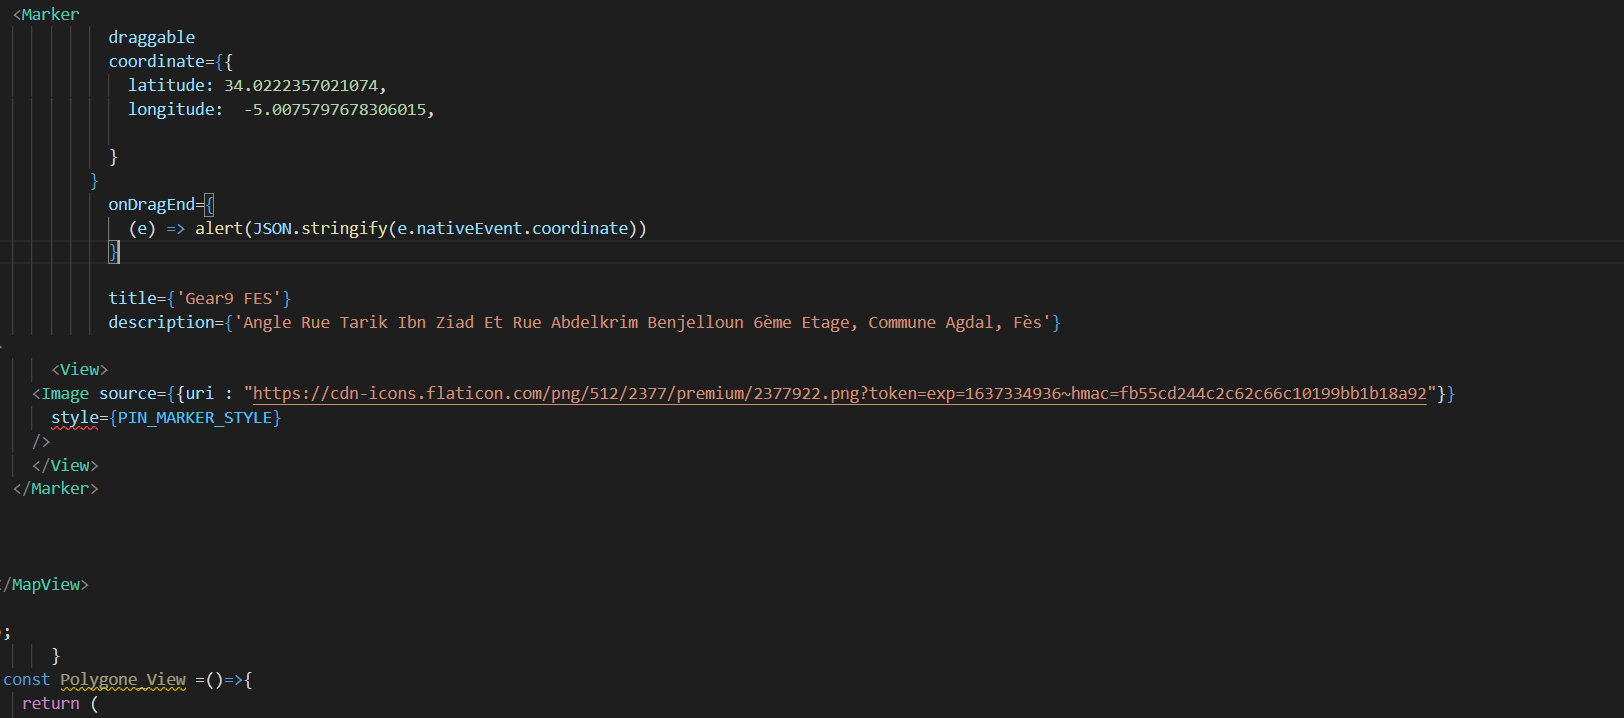 <Marker
draggable
coordinate={{
latitude: 34.0222357021074,
longitude:  -5.0075797678306015,
}
}
onDragEnd={
(e) => alert(JSON.stringify(e.nativeEvent.coordinate))
}
title={'Gear9 FES'}
description={'Angle Rue Tarik Ibn Ziad Et Rue Abdelkrim Benjelloun 6ème Etage, Commune Agdal, Fès'}
>
<View>
<Image source={{uri : "https://cdn-icons.flaticon.com/png/512/2377/premium/2377922.png?token=exp=1637334936~hmac=fb55cd244c2c62c66c10199bb1b18a92"}}
style={PIN_MARKER_STYLE}
/>
</View>
</Marker>
/MapView>
;
}
const Polygone_View =()=>{
return (